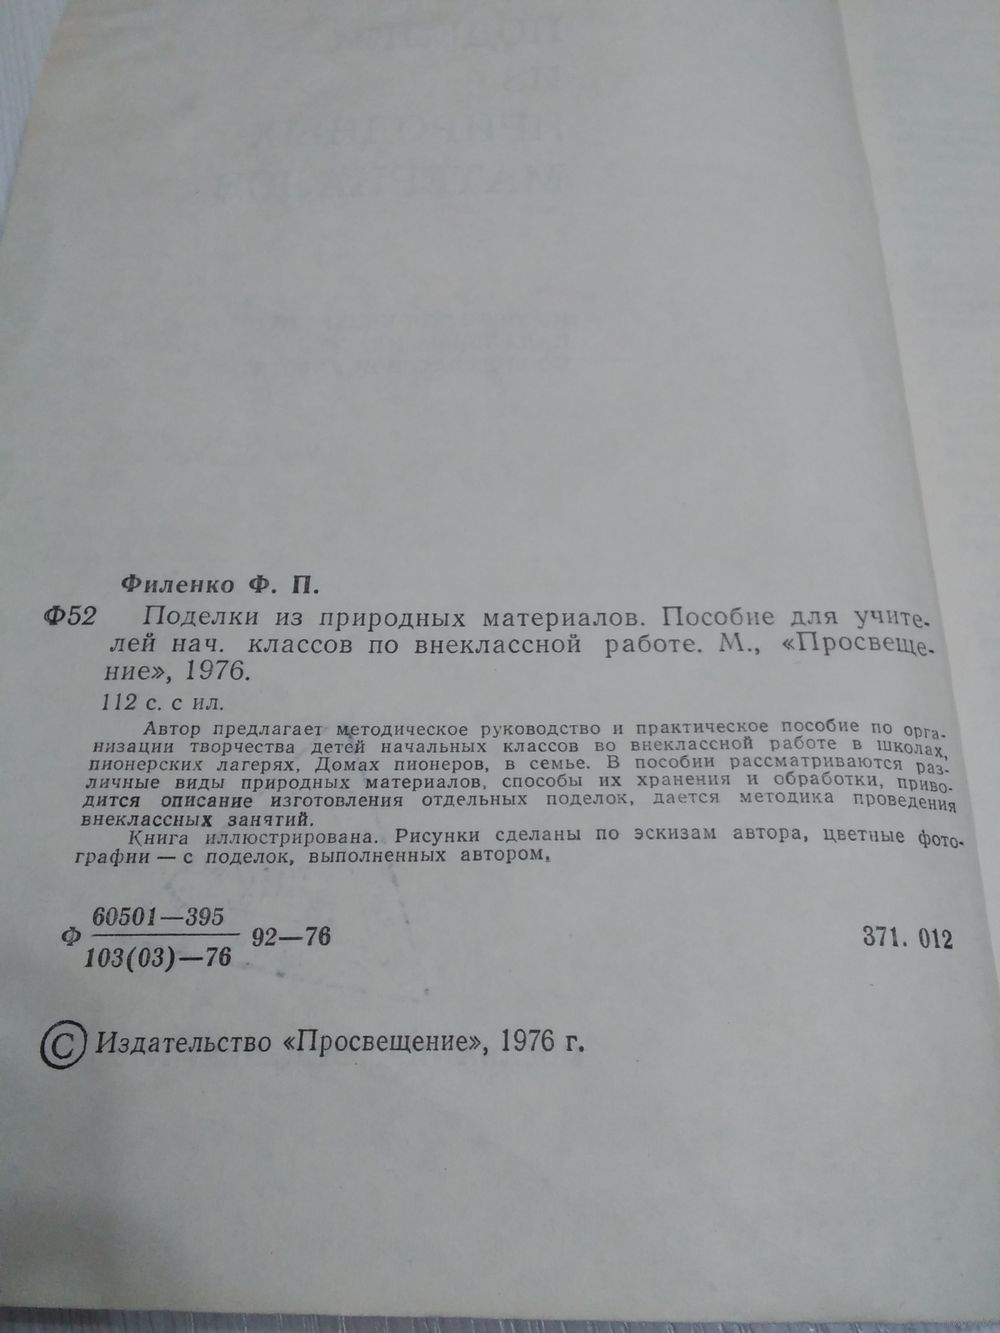 Филенко Ф. П.
Ф52 Поделки из природных материалов. Пособие для учите-
лей нач. классов по внеклассной работе. М., «Просвеще-
ние», 1976.
112 с. с ил.
Автор предлагает методическое руководство и практическое пособие по орга-
низации творчества детей начальных классов во внеклассной работе в школах,
пионерских лагерях, Домах пионеров, в семье. В пособии рассматриваются раз-
личные виды природных материалов, способы их хранения и обработки, приво-
дится описание изготовления отдельных поделок, дается методика проведения
внеклассных занятий.
Книга иллюстрирована. Рисунки сделаны по эскизам автора, цветные фото-
графии — с поделок, выполненных автором.
Ф 60501—395
103(03)—76 92—76 371. 012
© Издательство «Просвещение», 1976 г.